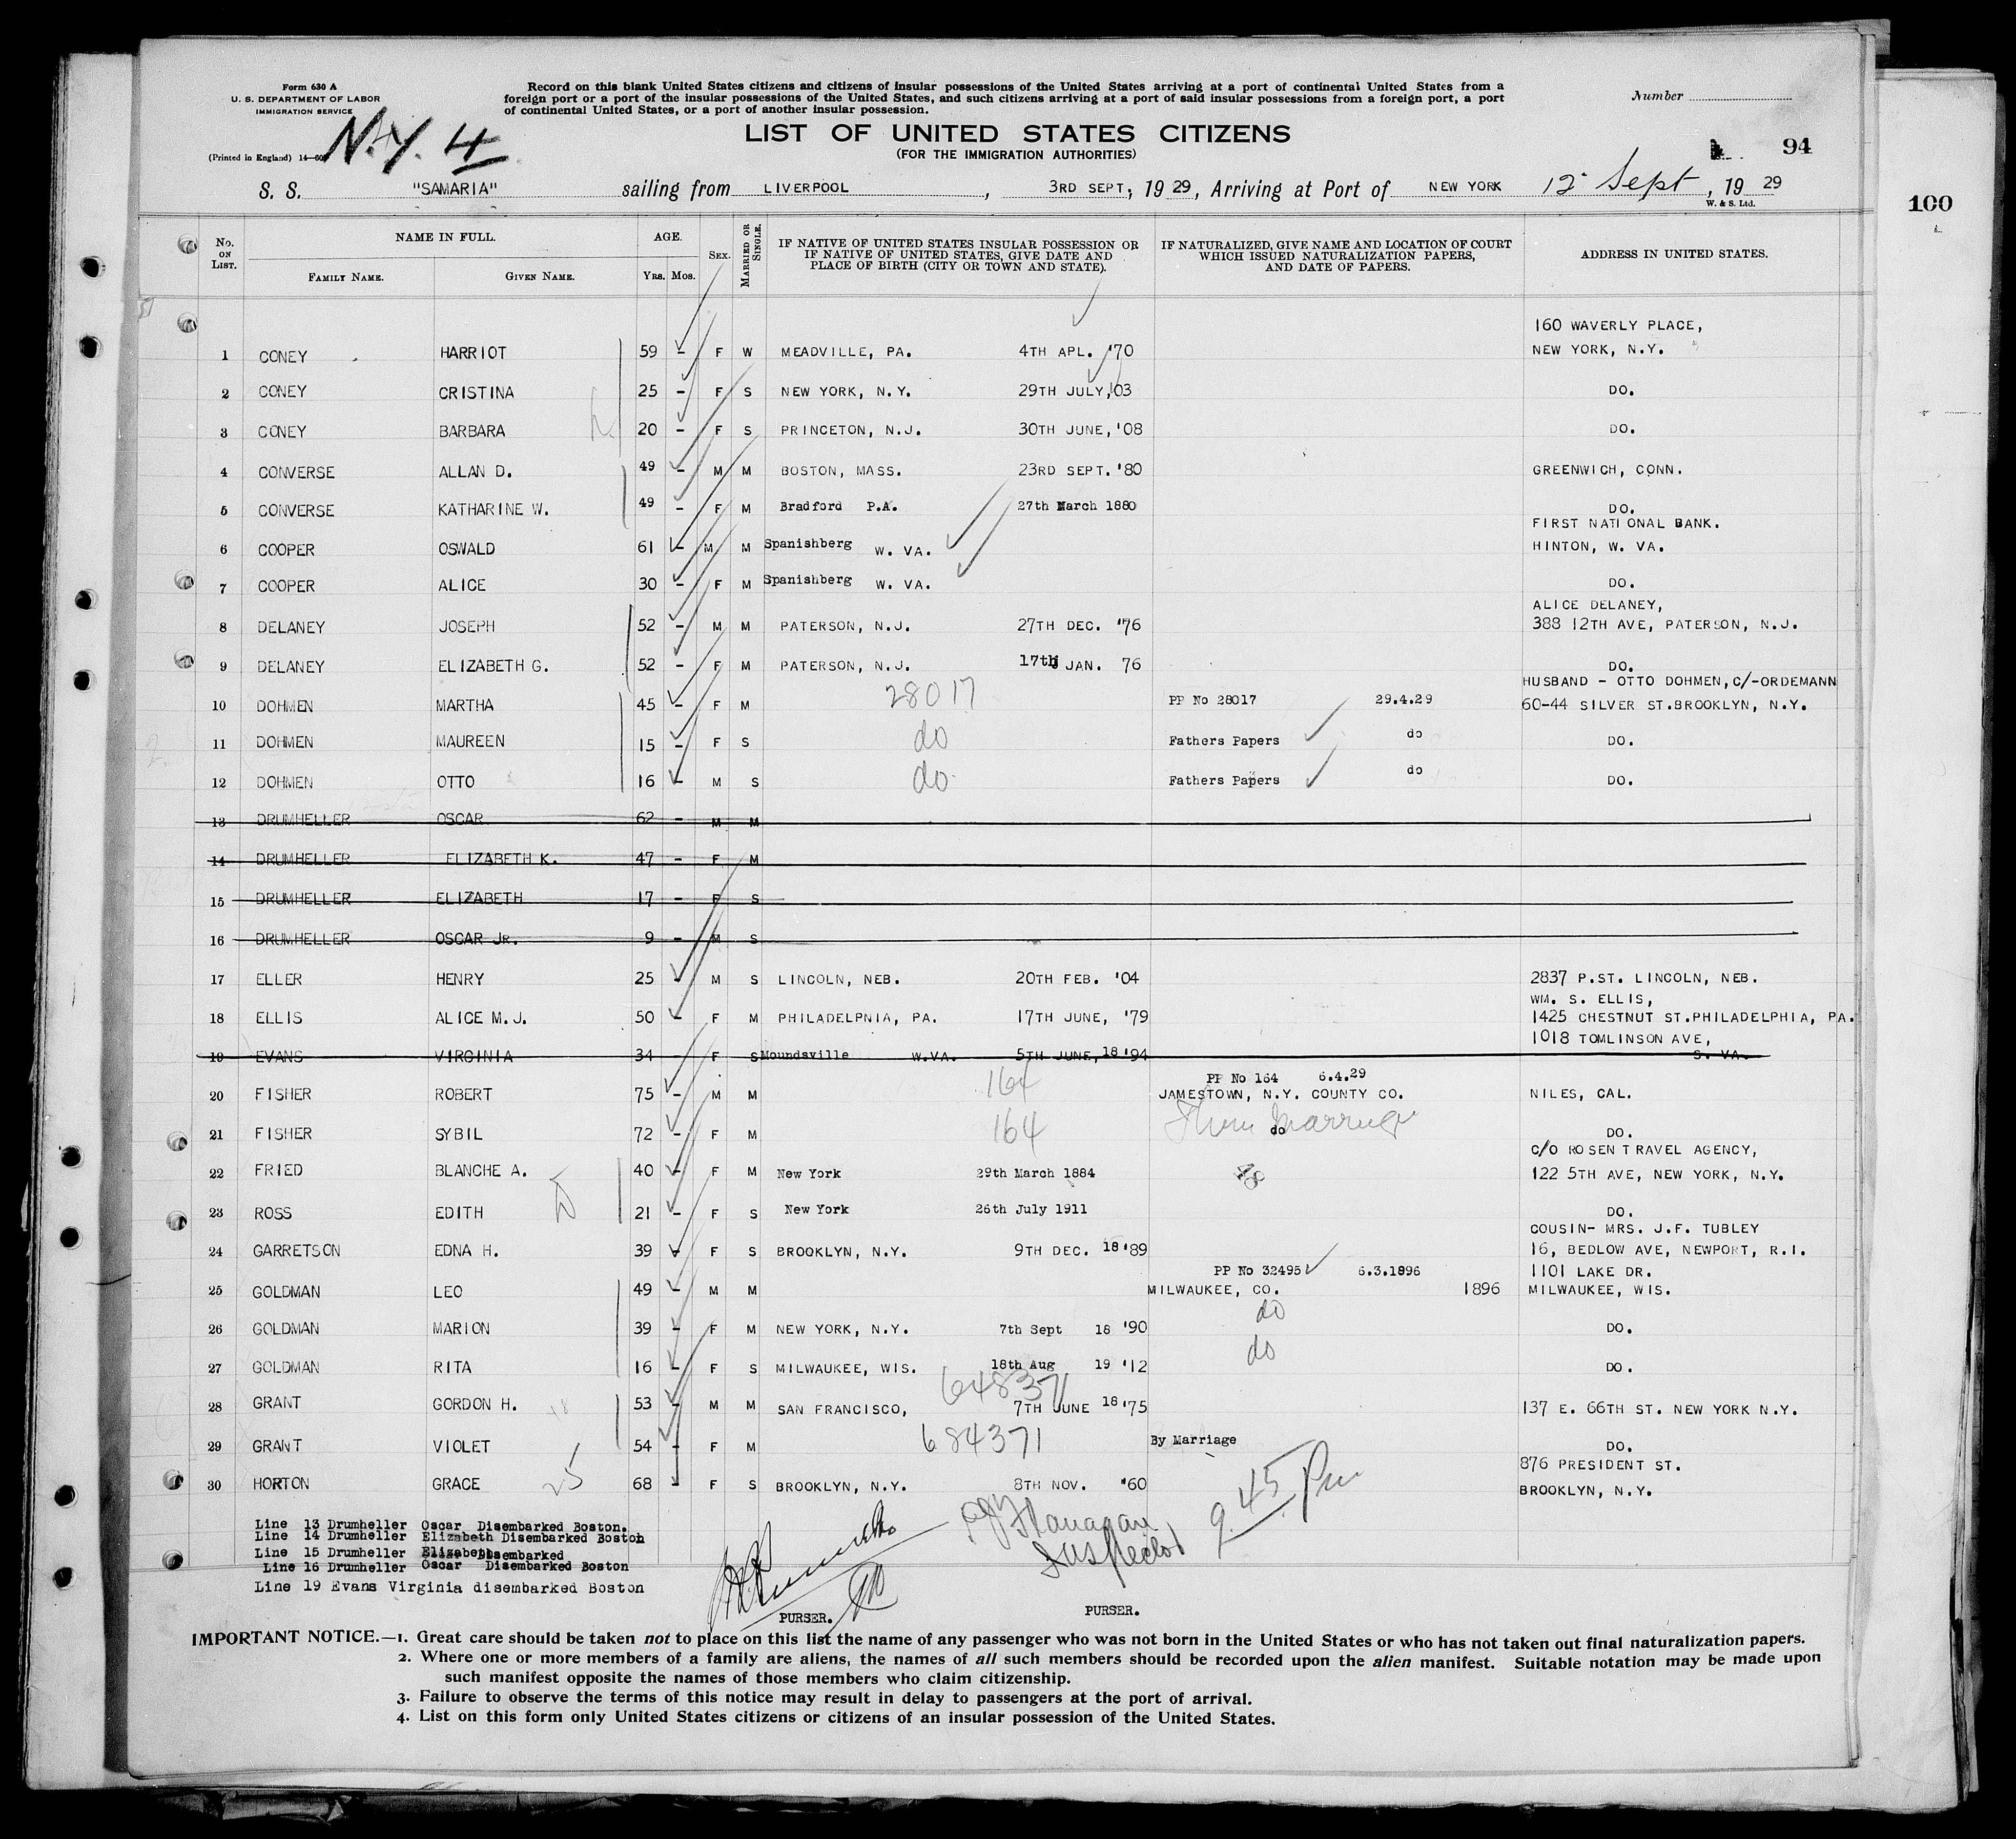 Form 630 A
U. S. DEPARTMENT OF LABOR
IMMIGRATION SERVICE
(Printed in England) 14—60
N.Y. 4
Record on this blank United States citizens and citizens of insular possessions of the United States arriving at a port of continental United States from a
foreign port or a port of the insular possessions of the United States, and such citizens arriving at a port of said insular possessions from a foreign port, a port
of continental United States, or a port of another insular possession.
Number
LIST OF UNITED STATES CITIZENS
(FOR THE IMMIGRATION AUTHORITIES)
94
100
S. S. "SAMARIA" sailing from LIVERPOOL, 3RD SEPT, 1929, Arriving at Port of NEW YORK 12 Sept, 1929
W. & S. Ltd.
No. ON LIST. NAME IN FULL. FAMILY NAME. GIVEN NAME. AGE. Yrs. Mos. SEX. MARRIED OR SINGLE. IF NATIVE OF UNITED STATES INSULAR POSSESSION OR IF NATIVE OF UNITED STATES, GIVE DATE AND PLACE OF BIRTH (CITY OR TOWN AND STATE). IF NATURALIZED, GIVE NAME AND LOCATION OF COURT WHICH ISSUED NATURALIZATION PAPERS, AND DATE OF PAPERS. ADDRESS IN UNITED STATES.
160 WAVERLY PLACE,
1 CONEY HARRIOT 59 - F W MEADVILLE, PA. 4TH APL. '70 NEW YORK, N.Y.
2 CONEY CRISTINA 25 - F S NEW YORK, N.Y. 29TH JULY, '03 DO.
3 CONEY BARBARA 20 - F S PRINCETON, N.J. 30TH JUNE, '08 DO.
4 CONVERSE ALLAN D. 49 - M M BOSTON, MASS. 23RD SEPT. '80 GREENWICH, CONN.
5 CONVERSE KATHARINE W. 49 - F M Bradford P.A. 27th March 1880 DO.
FIRST NATIONAL BANK.
6 COOPER OSWALD 61 - M M Spanishberg W. VA. HINTON, W. VA.
7 COOPER ALICE 30 - F M Spanishberg W. VA. DO.
ALICE DELANEY,
8 DELANEY JOSEPH 52 - M M PATERSON, N.J. 27TH DEC. '76 388 12TH AVE, PATERSON, N.J.
9 DELANEY ELIZABETH G. 52 - F M PATERSON, N.J. 17th JAN. 76 DO.
HUSBAND - OTTO DOHMEN, C/-ORDEMANN
10 DOHMEN MARTHA 45 - F M 28017 PP No 28017 29.4.29 60-44 SILVER ST. BROOKLYN, N.Y.
11 DOHMEN MAUREEN 15 - F S do Fathers Papers do DO.
12 DOHMEN OTTO 16 - M S do Fathers Papers do DO.
13 DRUMHELLER OSCAR 62 - M M
14 DRUMHELLER ELIZABETH K. 47 - F M
15 DRUMHELLER ELIZABETH 17 - F S
16 DRUMHELLER OSCAR JR. 9 - M S
17 ELLER HENRY 25 - M S LINCOLN, NEB. 20TH FEB. '04 2837 P.ST. LINCOLN, NEB.
WM. S. ELLIS,
18 ELLIS ALICE M.J. 50 - F M PHILADELPNIA, PA. 17TH JUNE, '79 1425 CHESTNUT ST. PHILADELPHIA, PA.
1018 TOMLINSON AVE,
19 EVANS VIRGINIA 34 - F S Moundsville W.VA. 5TH JUNE, 18 '94 S. VA.
PP No 164 6.4.29
20 FISHER ROBERT 75 - M M 164 JAMESTOWN, N.Y. COUNTY CO. NILES, CAL.
21 FISHER SYBIL 72 - F M 164 do DO.
C/O ROSEN TRAVEL AGENCY,
22 FRIED BLANCHE A. 40 - F M New York 29th March 1884 122 5TH AVE, NEW YORK, N.Y.
23 ROSS EDITH 21 - F S New York 26th July 1911 DO.
COUSIN- MRS. J.F. TUBLEY
24 GARRETSON EDNA H. 39 - F S BROOKLYN, N.Y. 9TH DEC. 18 '89 16, BEDLOW AVE, NEWPORT, R.I.
PP No 32495 6.3.1896 1101 LAKE DR.
25 GOLDMAN LEO 49 - M M MILWAUKEE, CO. 1896 MILWAUKEE, WIS.
26 GOLDMAN MARION 39 - F M NEW YORK, N.Y. 7th Sept 18 '90 do DO.
27 GOLDMAN RITA 16 - F S MILWAUKEE, WIS. 18th Aug 19 '12 do DO.
648371
28 GRANT GORDON H. 53 - M M SAN FRANCISCO, 7TH JUNE 18 '75 137 E. 66TH ST. NEW YORK N.Y.
29 GRANT VIOLET 54 - F M 684371 By Marriage DO.
876 PRESIDENT ST.
30 HORTON GRACE 25 68 - F S BROOKLYN, N.Y. 8TH NOV. '60 BROOKLYN, N.Y.
Line 13 Drumheller Oscar Disembarked Boston.
Line 14 Drumheller Elizabeth Disembarked Boston
Line 15 Drumheller Elizabeth Disembarked
Line 16 Drumheller Oscar Disembarked Boston
Line 19 Evans Virginia disembarked Boston
Flanagan
Inspector
9.45 Pm
PURSER.
PURSER.
IMPORTANT NOTICE.—1. Great care should be taken not to place on this list the name of any passenger who was not born in the United States or who has not taken out final naturalization papers.
2. Where one or more members of a family are aliens, the names of all such members should be recorded upon the alien manifest. Suitable notation may be made upon
such manifest opposite the names of those members who claim citizenship.
3. Failure to observe the terms of this notice may result in delay to passengers at the port of arrival.
4. List on this form only United States citizens or citizens of an insular possession of the United States.